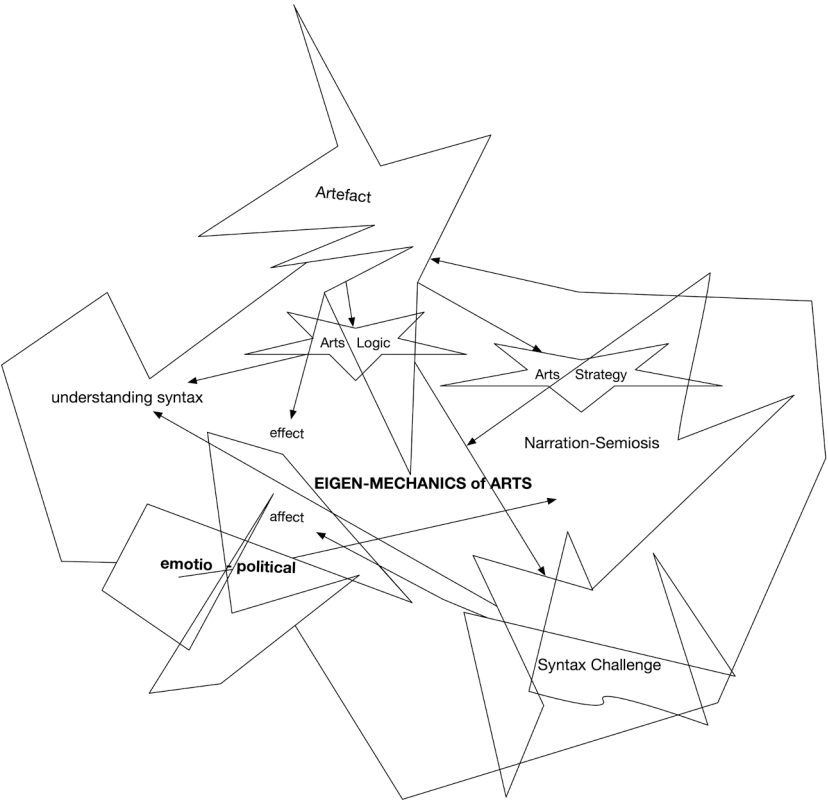 Artefact
Arts Logic
Arts Strategy
understanding syntax
effect
Narration-Semiosis
EIGEN-MECHANICS of ARTS
affect
emotio - political
Syntax Challenge